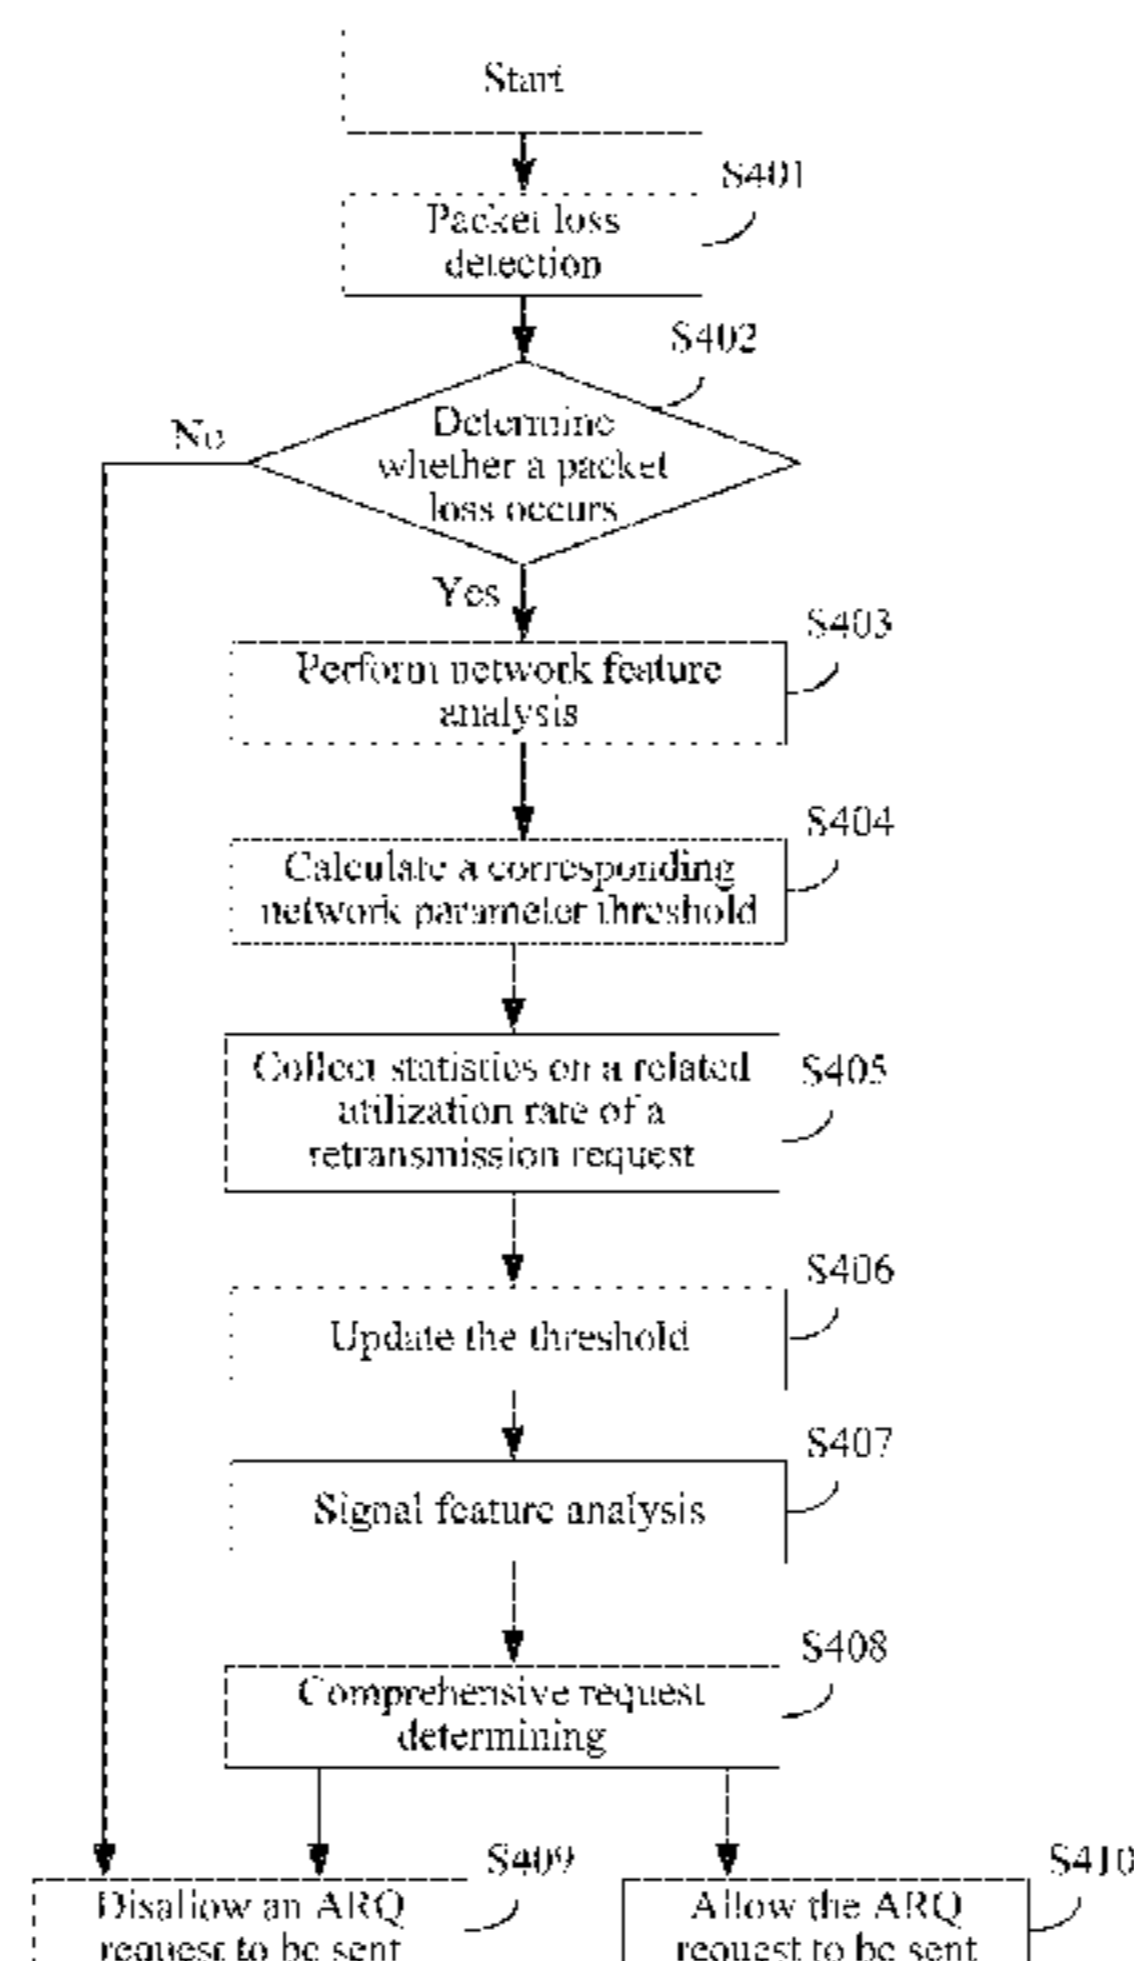 Start
S401
Packet loss
detection
S402
No
Determine
whether a packet
loss occurs
Yes
S403
Perform network feature
analysis
S404
Calculate a corresponding
network parameter threshold
S405
Collect statistics on a related
utilization rate of a
retransmission request
S406
Update the threshold
S407
Signal feature analysis
S408
Comprehensive request
determining
S409
Disallow an ARQ
request to be sent
S410
Allow the ARQ
request to be sent